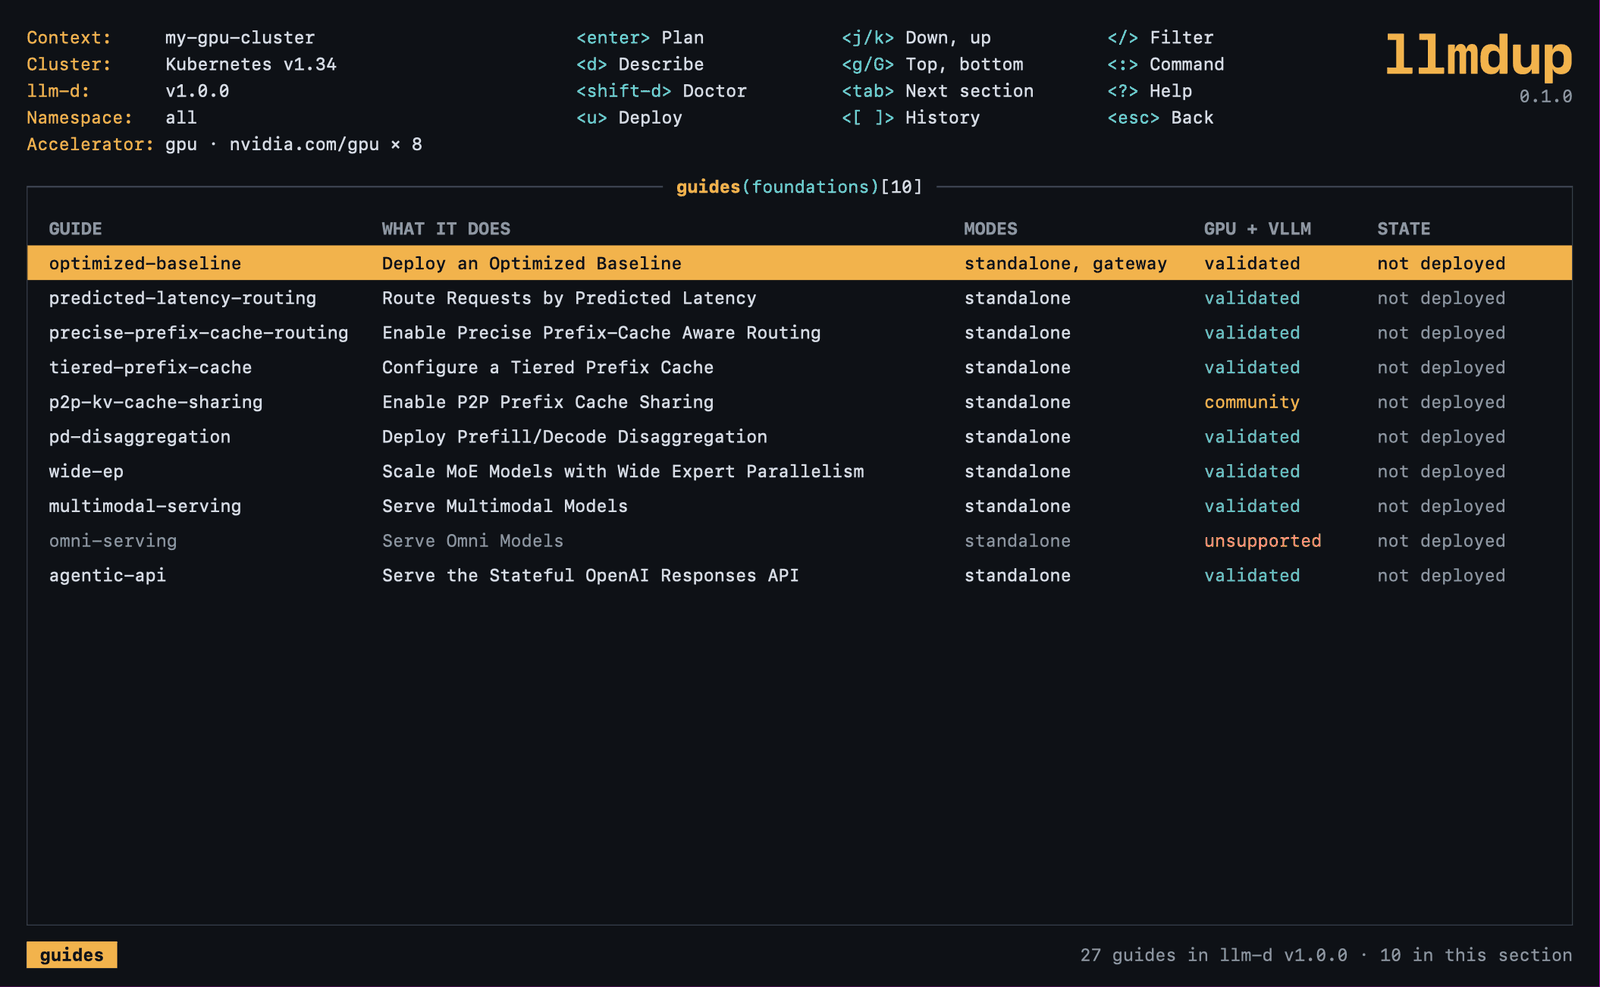 Context: my-gpu-cluster <enter> Plan <j/k> Down, up </> Filter llmdup
Cluster: Kubernetes v1.34 <d> Describe <g/G> Top, bottom <:> Command
llm-d: v1.0.0 <shift-d> Doctor <tab> Next section <?> Help 0.1.0
Namespace: all <u> Deploy <[ ]> History <esc> Back
Accelerator: gpu · nvidia.com/gpu × 8
guides(foundations)[10]
GUIDE WHAT IT DOES MODES GPU + VLLM STATE
optimized-baseline Deploy an Optimized Baseline standalone, gateway validated not deployed
predicted-latency-routing Route Requests by Predicted Latency standalone validated not deployed
precise-prefix-cache-routing Enable Precise Prefix-Cache Aware Routing standalone validated not deployed
tiered-prefix-cache Configure a Tiered Prefix Cache standalone validated not deployed
p2p-kv-cache-sharing Enable P2P Prefix Cache Sharing standalone community not deployed
pd-disaggregation Deploy Prefill/Decode Disaggregation standalone validated not deployed
wide-ep Scale MoE Models with Wide Expert Parallelism standalone validated not deployed
multimodal-serving Serve Multimodal Models standalone validated not deployed
omni-serving Serve Omni Models standalone unsupported not deployed
agentic-api Serve the Stateful OpenAI Responses API standalone validated not deployed
guides 27 guides in llm-d v1.0.0 · 10 in this section